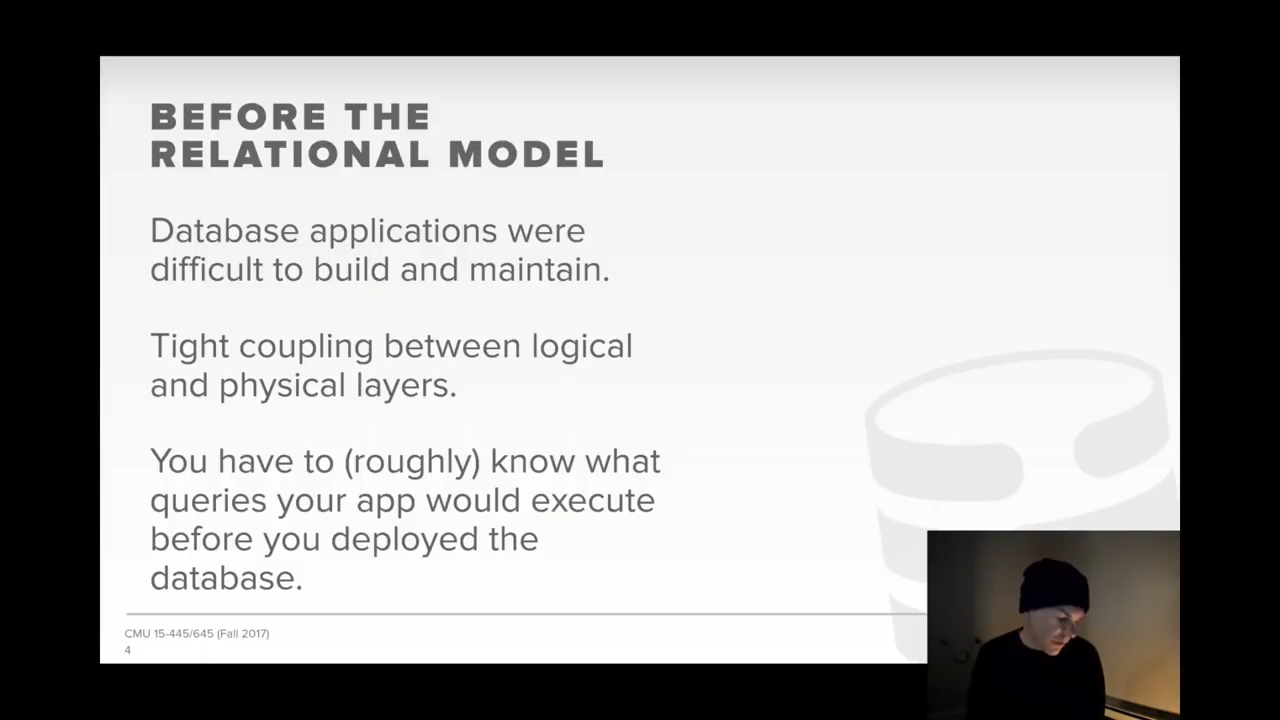 BEFORE THE
RELATIONAL MODEL
Database applications were
difficult to build and maintain.
Tight coupling between logical
and physical layers.
You have to (roughly) know what
queries your app would execute
before you deployed the
database.
CMU 15-445/645 (Fall 2017)
4